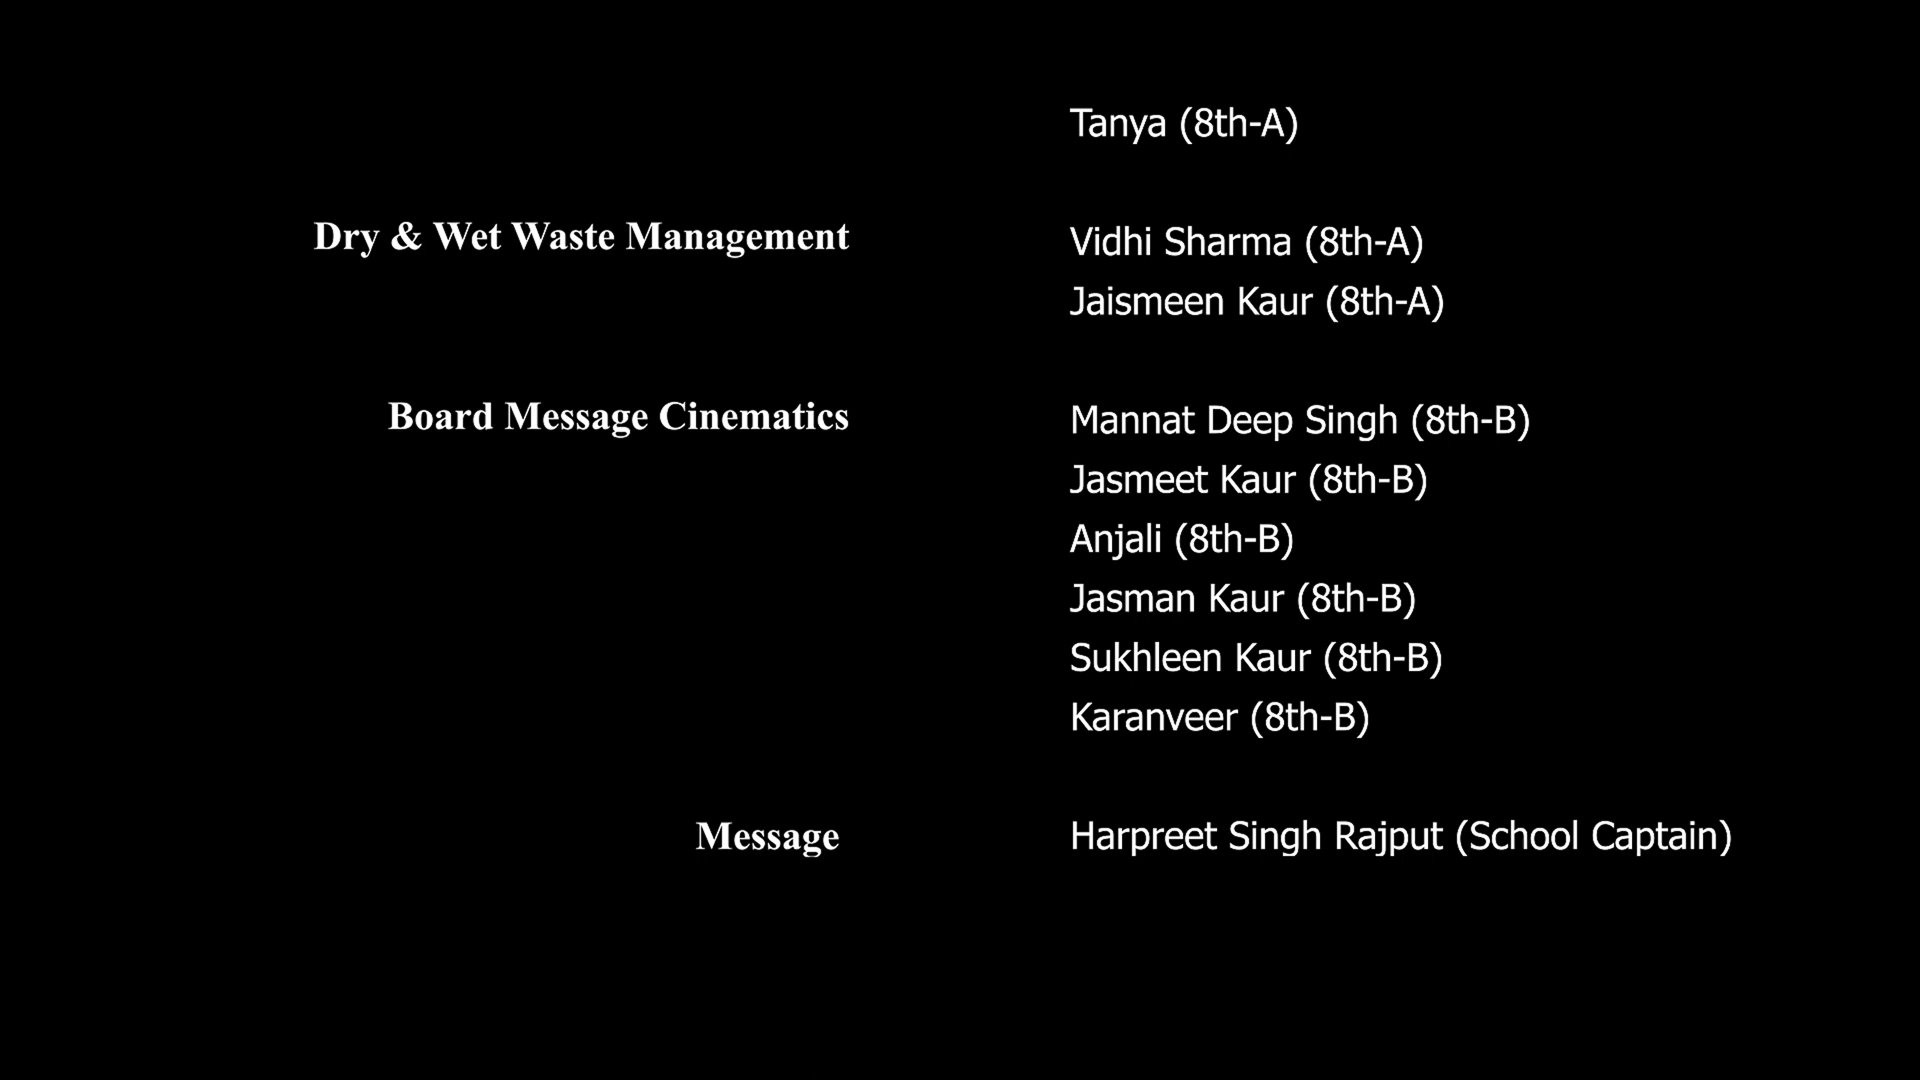 Tanya (8th-A)
Dry & Wet Waste Management
Vidhi Sharma (8th-A)
Jaismeen Kaur (8th-A)
Board Message Cinematics
Mannat Deep Singh (8th-B)
Jasmeet Kaur (8th-B)
Anjali (8th-B)
Jasman Kaur (8th-B)
Sukhleen Kaur (8th-B)
Karanveer (8th-B)
Message
Harpreet Singh Rajput (School Captain)